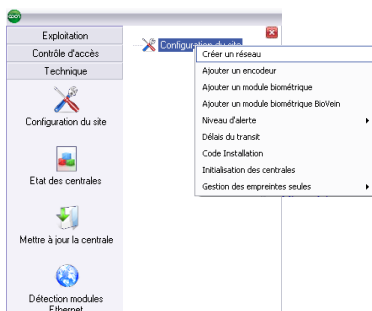 Exploitation
Contrôle d'accès
Technique
Configuration du site
Etat des centrales
Mettre à jour la centrale
Détection modules
Ethernet
Configuration du site
Créer un réseau
Ajouter un encodeur
Ajouter un module biométrique
Ajouter un module biométrique BioVein
Niveau d'alerte
Délais du transit
Code Installation
Initialisation des centrales
Gestion des empreintes seules